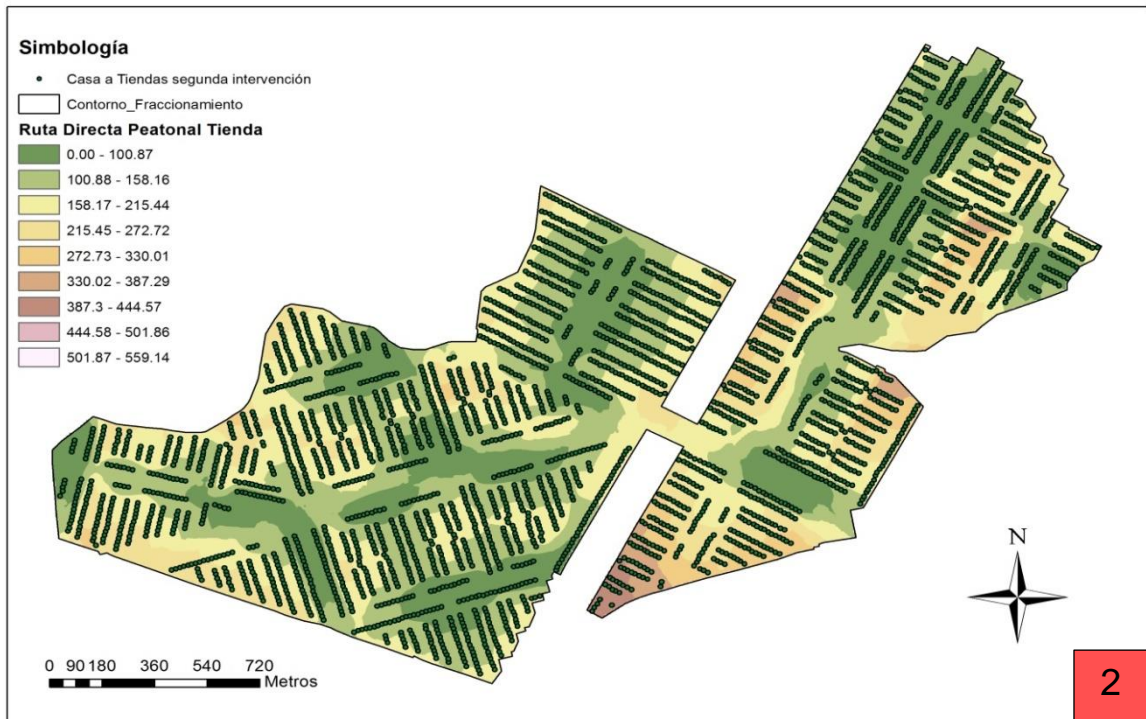 Simbología
Casa a Tiendas segunda intervención
Contorno_Fraccionamiento
Ruta Directa Peatonal Tienda
0.00 - 100.87
100.88 - 158.16
158.17 - 215.44
215.45 - 272.72
272.73 - 330.01
330.02 - 387.29
387.3 - 444.57
444.58 - 501.86
501.87 - 559.14
N
0 90 180 360 540 720
Metros
2